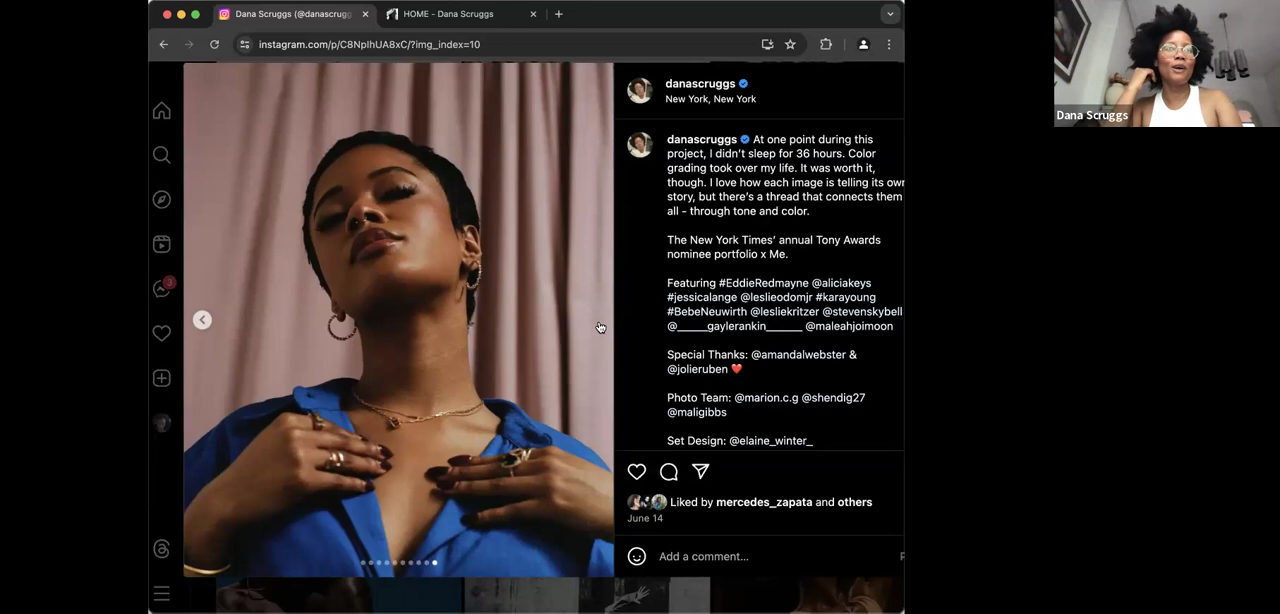 Dana Scruggs (@danascrugg
HOME - Dana Scruggs
instagram.com/p/C8NpIhUA8xC/?img_index=10
danascruggs
New York, New York
danascruggs At one point during this
project, I didn't sleep for 36 hours. Color
grading took over my life. It was worth it,
though. I love how each image is telling its own
story, but there's a thread that connects them
all - through tone and color.
The New York Times' annual Tony Awards
nominee portfolio x Me.
Featuring #EddieRedmayne @aliciakeys
#jessicalange @leslieodomjr #karayoung
#BebeNeuwirth @lesliekritzer @stevenskybell
@_____gaylerankin______ @maleahjoimoon
Special Thanks: @amandalwebster &
@jolieruben ❤️
Photo Team: @marion.c.g @shendig27
@maligibbs
Set Design: @elaine_winter_
Liked by mercedes_zapata and others
June 14
Add a comment...
3
Dana Scruggs